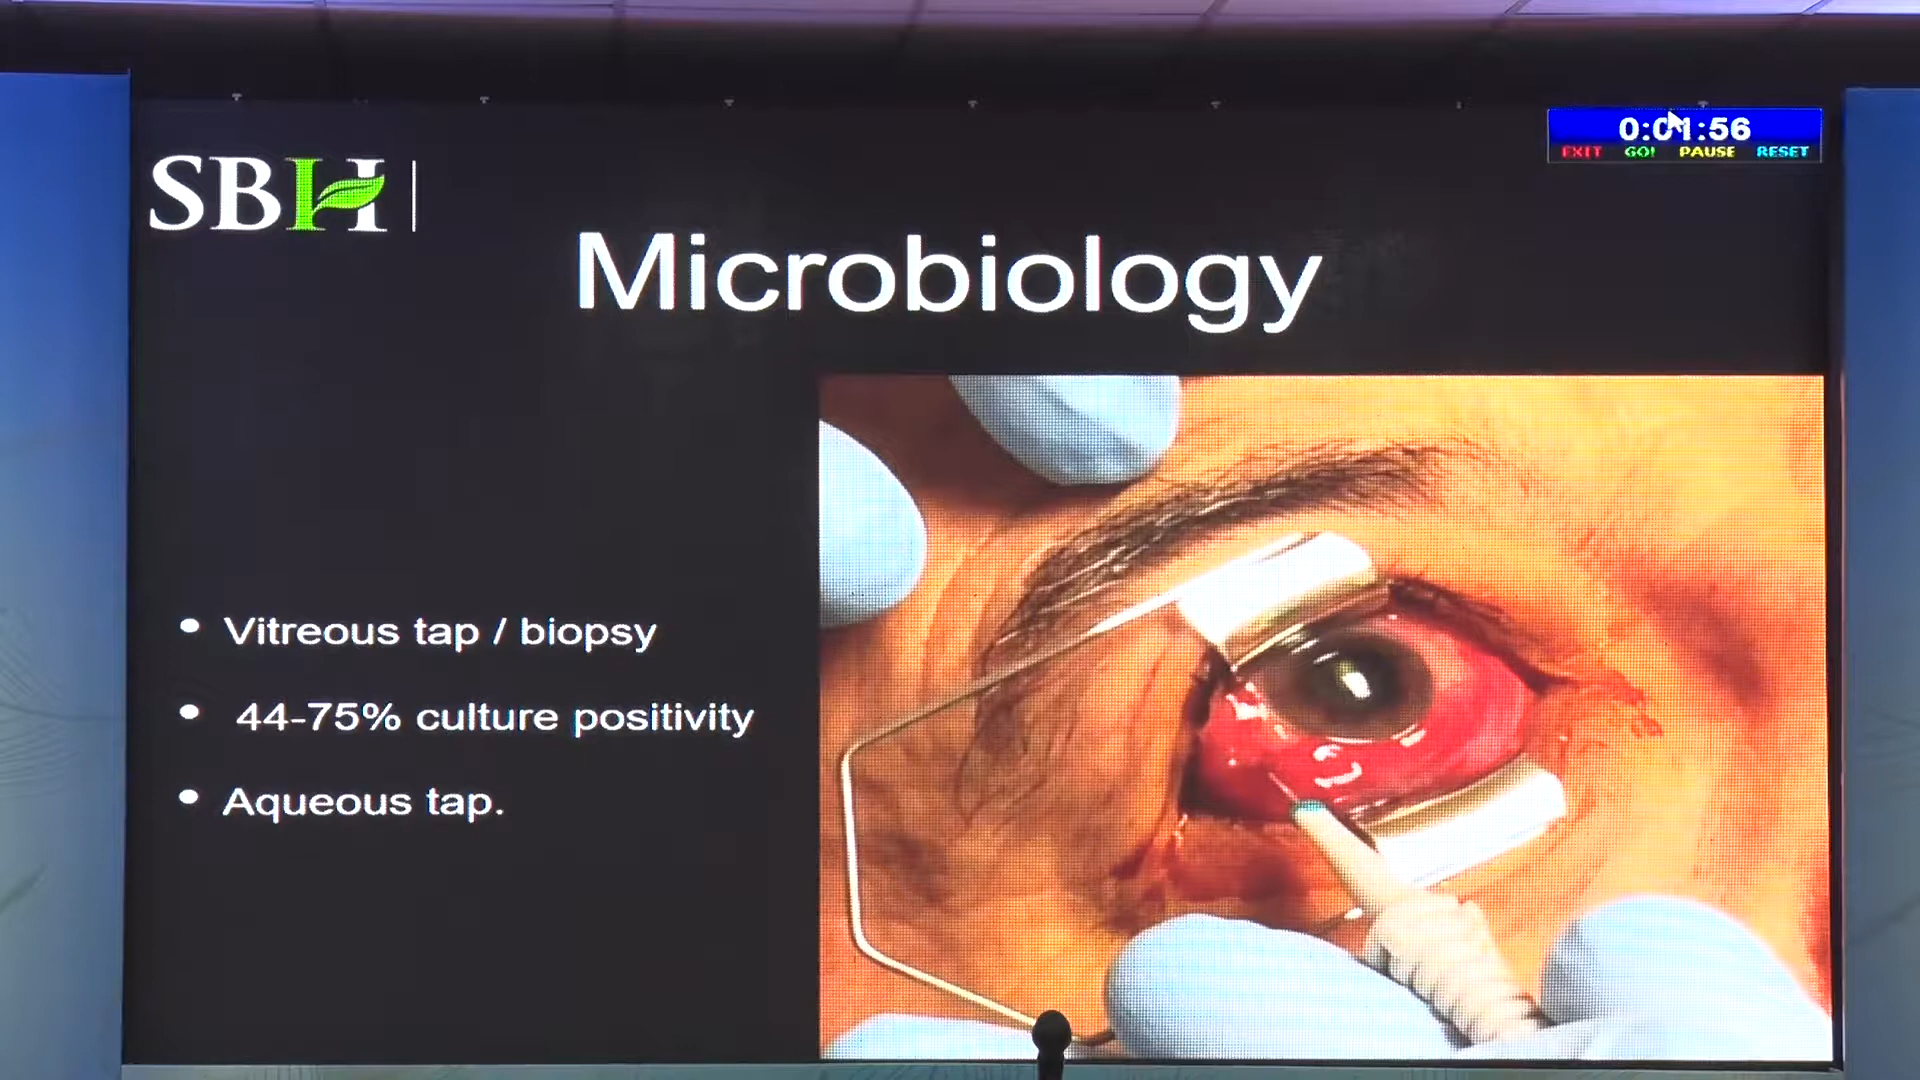 SBH
0:01:56
EXIT GO! PAUSE RESET
Microbiology
• Vitreous tap / biopsy
• 44-75% culture positivity
• Aqueous tap.